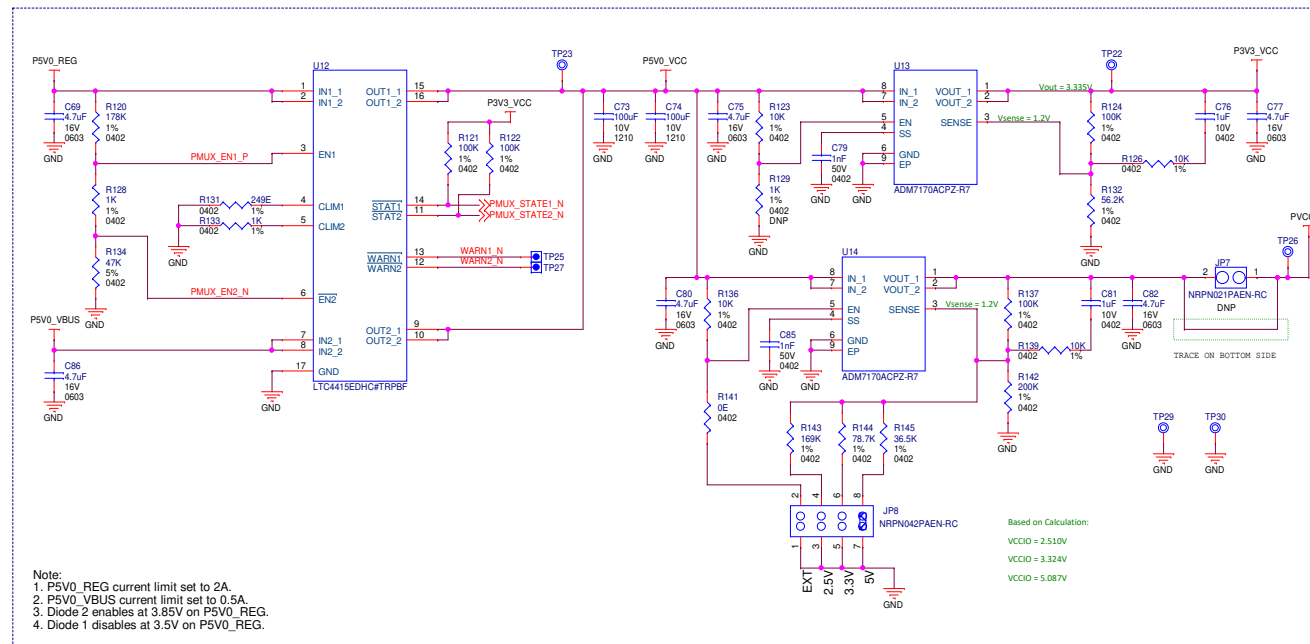 P5V0_REG
C69
4.7uF
16V
0603
GND
R120
178K
1%
0402
PMUX_EN1_P
R128
1K
1%
0402
R131
249E
0402
1%
R133
1K
0402
1%
GND
R134
47K
5%
0402
GND
PMUX_EN2_N
P5V0_VBUS
C86
4.7uF
16V
0603
GND
GND
U12
1
IN1_1
2
IN1_2
3
EN1
4
CLIM1
5
CLIM2
6
EN2
7
IN2_1
8
IN2_2
17
GND
OUT1_1
15
OUT1_2
16
STAT1
14
STAT2
11
WARN1
13
WARN2
12
OUT2_1
9
OUT2_2
10
LTC4415EDHC#TRPBF
P3V3_VCC
R121
100K
1%
0402
R122
100K
1%
0402
PMUX_STATE1_N
PMUX_STATE2_N
WARN1_N
WARN2_N
TP25
TP27
TP23
P5V0_VCC
C73
100uF
10V
1210
GND
C74
100uF
10V
1210
GND
C75
4.7uF
16V
0603
GND
R123
10K
1%
0402
R129
1K
1%
0402
DNP
GND
C79
1nF
50V
0402
GND
GND
U13
8
IN_1
7
IN_2
5
EN
4
SS
6
GND
9
EP
VOUT_1
1
VOUT_2
2
SENSE
3
ADM7170ACPZ-R7
Vout = 3.335V
Vsense = 1.2V
TP22
P3V3_VCC
R124
100K
1%
0402
R126
10K
0402
1%
C76
1uF
10V
0402
C77
4.7uF
16V
0603
GND
R132
56.2K
1%
0402
GND
C80
4.7uF
16V
0603
GND
R136
10K
1%
0402
C85
1nF
50V
0402
GND
GND
U14
8
IN_1
7
IN_2
5
EN
4
SS
6
GND
9
EP
VOUT_1
1
VOUT_2
2
SENSE
3
ADM7170ACPZ-R7
Vsense = 1.2V
R137
100K
1%
0402
R139
10K
0402
1%
C81
1uF
10V
0402
C82
4.7uF
16V
0603
GND
R142
200K
1%
0402
GND
JP7
2
1
NRPN021PAEN-RC
DNP
TP26
PVCC
TRACE ON BOTTOM SIDE
TP29
GND
TP30
GND
R141
0E
0402
R143
169K
1%
0402
R144
78.7K
1%
0402
R145
36.5K
1%
0402
2
4
6
8
JP8
NRPN042PAEN-RC
1
3
5
7
EXT
2.5V
3.3V
5V
GND
Based on Calculation:
VCCIO = 2.510V
VCCIO = 3.324V
VCCIO = 5.087V
Note:
1. P5V0_REG current limit set to 2A.
2. P5V0_VBUS current limit set to 0.5A.
3. Diode 2 enables at 3.85V on P5V0_REG.
4. Diode 1 disables at 3.5V on P5V0_REG.